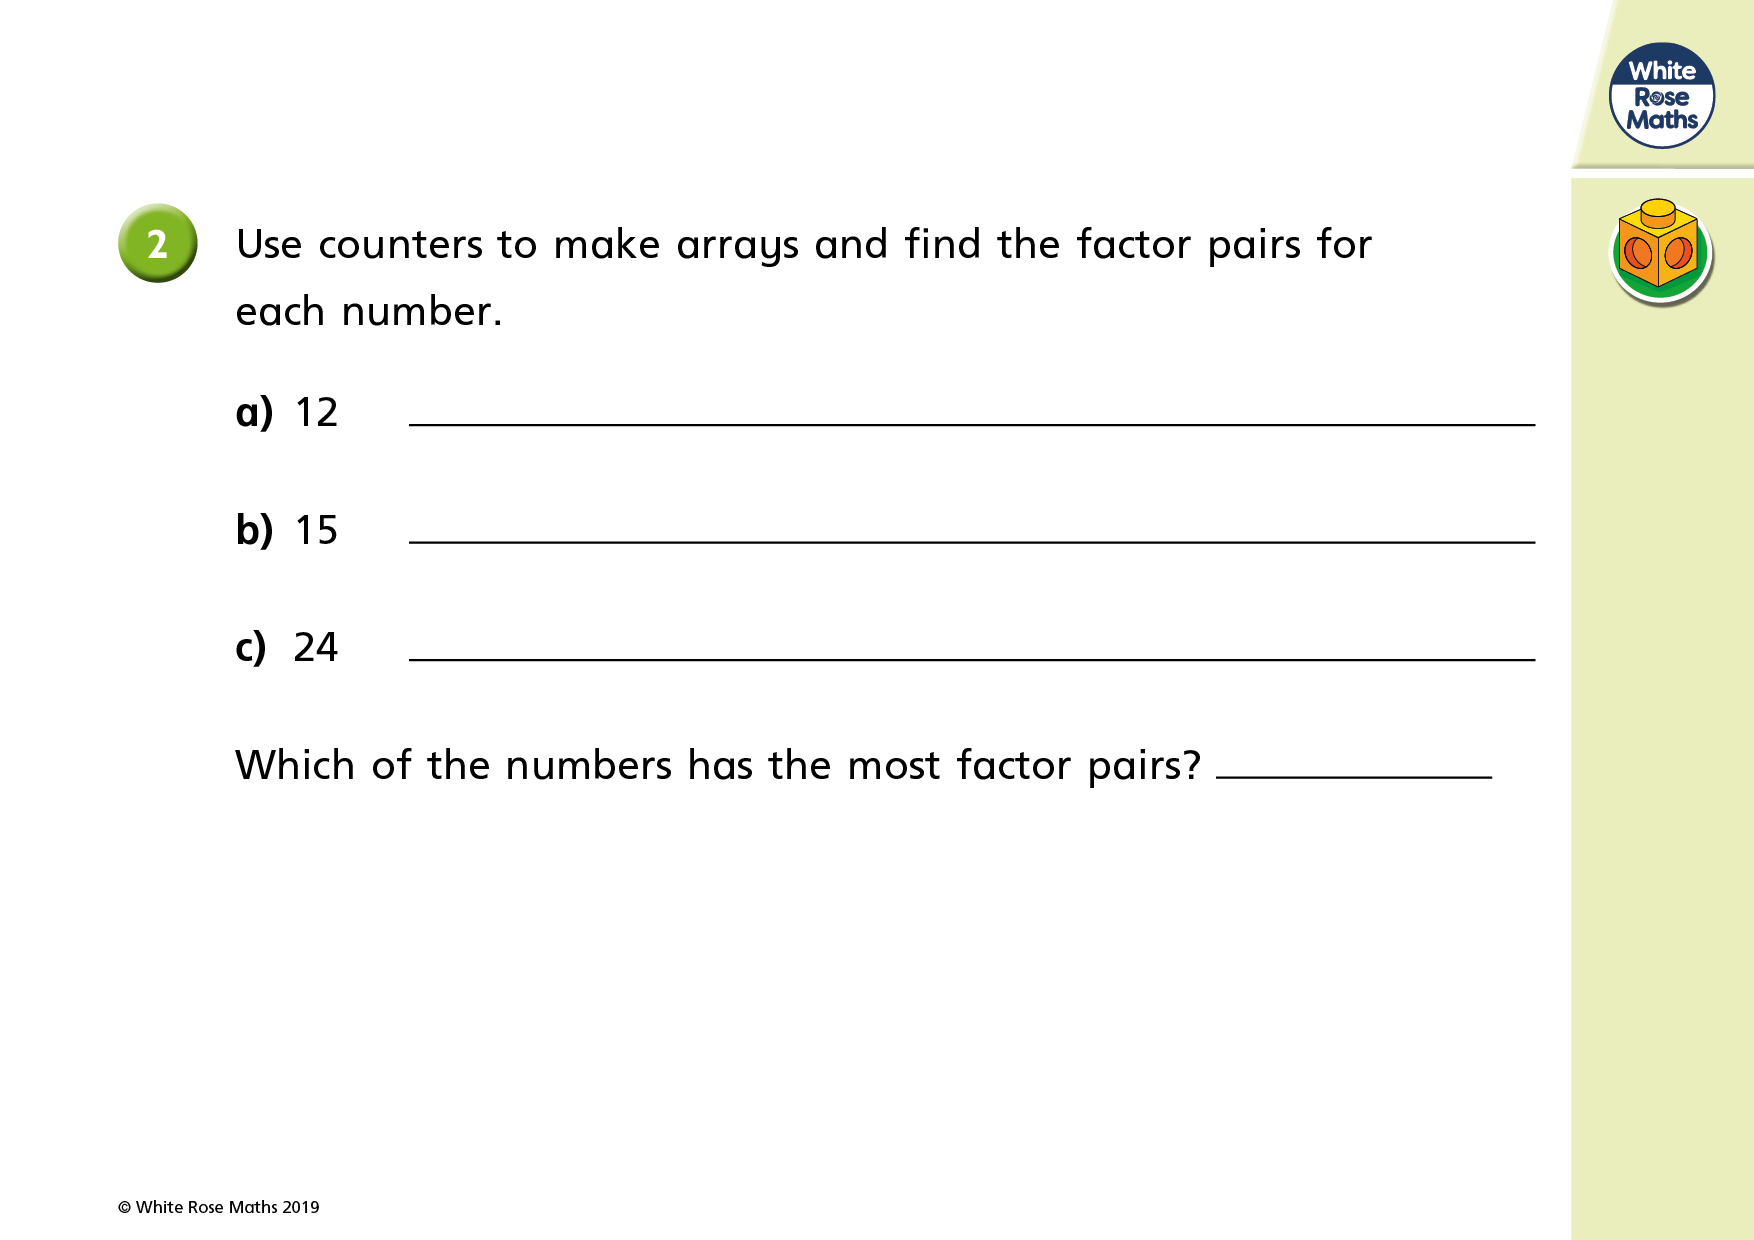 White
Rose
Maths
2 Use counters to make arrays and find the factor pairs for
each number.
a) 12
b) 15
c) 24
Which of the numbers has the most factor pairs?
© White Rose Maths 2019